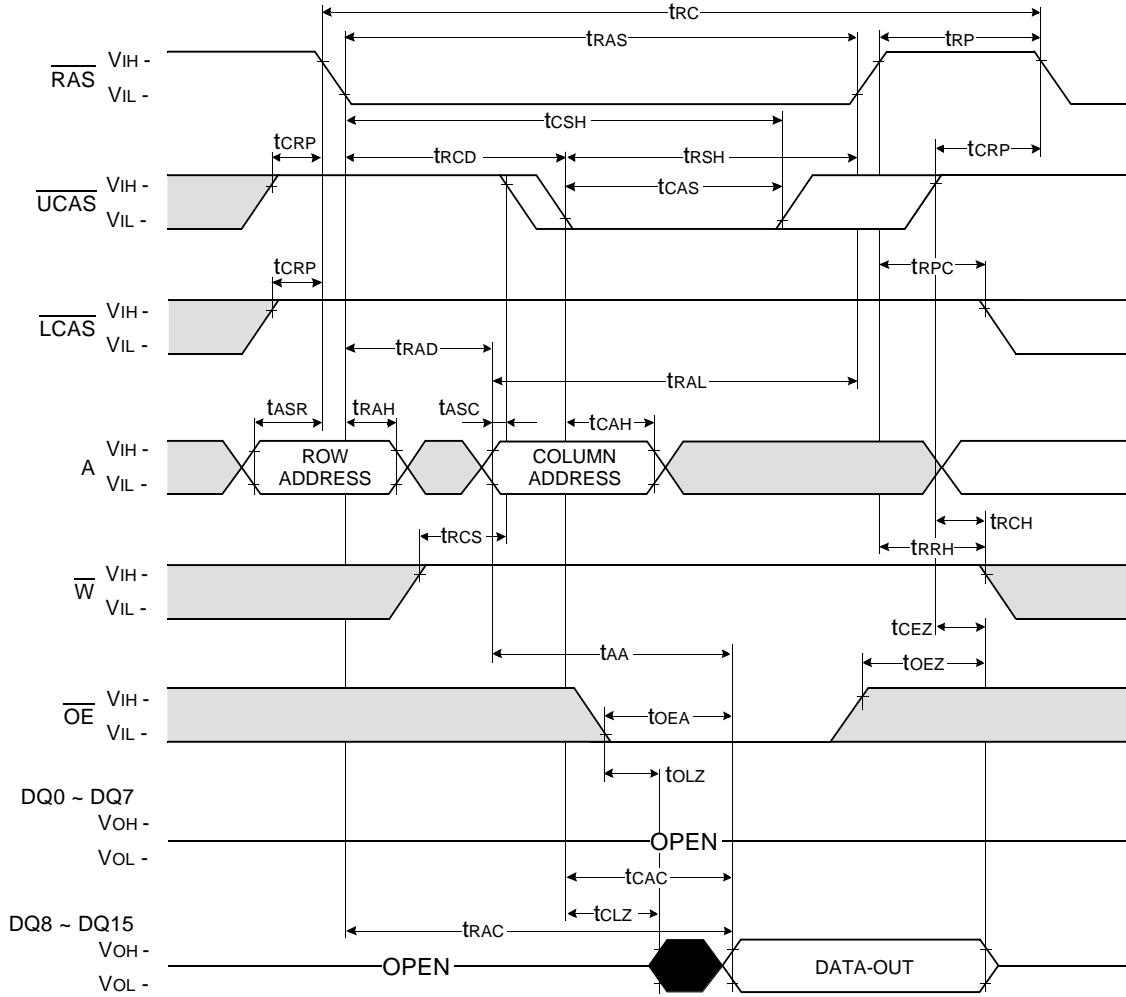 tRC
tRAS
tRP
RAS
VIH -
VIL -
tCSH
tCRP
tRCD
tRSH
tCRP
UCAS
VIH -
VIL -
tCAS
tCRP
tRPC
LCAS
VIH -
VIL -
tRAD
tRAL
tASR
tRAH
tASC
tCAH
A
VIH -
VIL -
ROW
ADDRESS
COLUMN
ADDRESS
tRCS
tRCH
tRRH
W
VIH -
VIL -
tCEZ
tAA
tOEZ
OE
VIH -
VIL -
tOEA
tOLZ
DQ0 ~ DQ7
VOH -
VOL -
OPEN
tCAC
tCLZ
DQ8 ~ DQ15
tRAC
VOH -
VOL -
OPEN
DATA-OUT